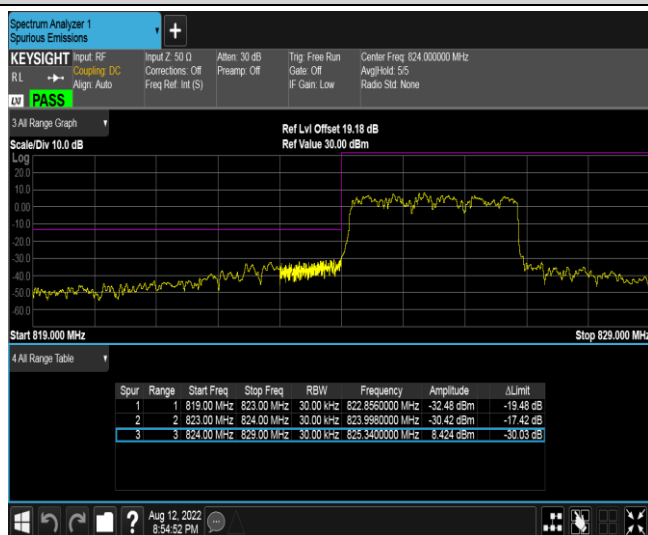 Spectrum Analyzer 1
Spurious Emissions
+
KEYSIGHT Input: RF Input Z: 50 Ω Atten: 30 dB Trig: Free Run Center Freq: 824.000000 MHz
RL Coupling: DC Corrections: Off Preamp: Off Gate: Off Avg|Hold: 5/5
Align: Auto Freq Ref: Int (S) IF Gain: Low Radio Std: None
LXI PASS
3 All Range Graph
Ref Lvl Offset 19.18 dB
Scale/Div 10.0 dB Ref Value 30.00 dBm
Log
20.0
10.0
0.00
-10.0
-20.0
-30.0
-40.0
-50.0
-60.0
Start 819.000 MHz Stop 829.000 MHz
4 All Range Table
Spur Range Start Freq Stop Freq RBW Frequency Amplitude ΔLimit
1 1 819.00 MHz 823.00 MHz 30.00 kHz 822.8560000 MHz -32.48 dBm -19.48 dB
2 2 823.00 MHz 824.00 MHz 30.00 kHz 823.9980000 MHz -30.42 dBm -17.42 dB
3 3 824.00 MHz 829.00 MHz 30.00 kHz 825.3400000 MHz 8.424 dBm -30.03 dB
? Aug 12, 2022
8:54:52 PM